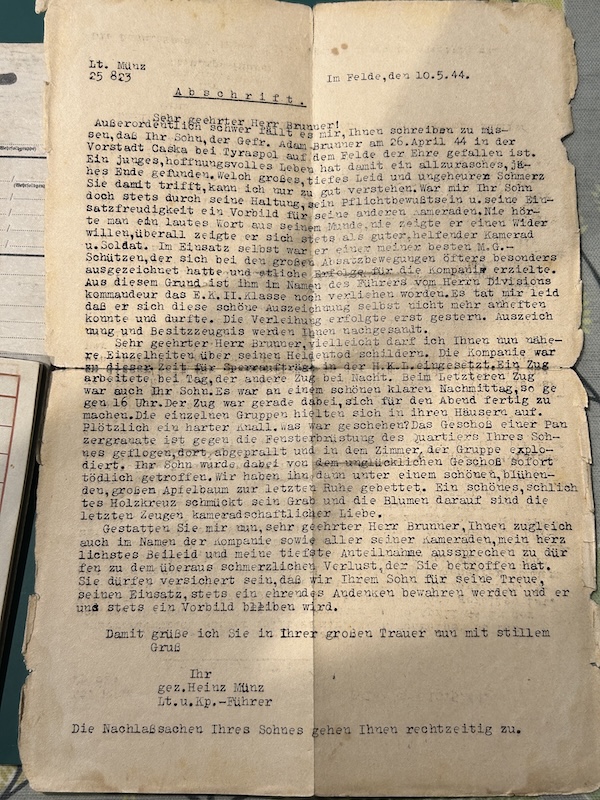 Lt. Münz
25 823
Im Felde,den 10.5.44.
Abschrift.
Sehr geehrter Herr Brunner!
Außerordentlich schwer fällt es mir,Ihnen schreiben zu müs-
sen,daß Ihr Sohn,der Gefr. Adam Brunner am 26.April 44 in der
Vorstadt Caska bei Tyraspol auf dem Felde der Ehre gefallen ist.
Ein junges,hoffnungsvolles Leben hat damit ein allzurasches,jä-
hes Ende gefunden.Welch großes,tiefes Leid und ungeheurer Schmerz
Sie damit trifft,kann ich nur zu gut verstehen.War mir Ihr Sohn
doch stets durch seine Haltung,sein Pflichtbewußtsein u.seine Ein-
satzfreudigkeit ein Vorbild für seine anderen Kameraden.Nie hör-
te man ein lautes Wort aus seinem Munde,nie zeigte er einen Wider
willen,überall zeigte er sich stets als guter,helfender Kamerad
u.Soldat. Im Einsatz selbst war er einer meiner besten M.G.-
Schützen,der sich bei den großen Absatzbewegungen öfters besonders
ausgezeichnet hatte und etliche Erfolge für die Kompanie erzielte.
Aus diesem Grund ist ihm im Namen des Führers vom Herrn Divisions
kommandeur das E.K.II.Klasse noch verliehen worden.Es tat mir leid
daß er sich diese schöne Auszeichnung selbst nicht mehr anheften
konnte und durfte. Die Verleihung erfolgte erst gestern. Auszeich
nung und Besitzzeugnis werden Ihnen nachgesandt.
Sehr geehrter Herr Brunner,vielleicht darf ich Ihnen nun nähe-
re Einzelheiten über seinen Heldentod schildern. Die Kompanie war
zu dieser Zeit für Sperraufträge in der H.K.L.eingesetzt.Ein Zug
arbeitete bei Tag,der andere Zug bei Nacht. Beim Letzteren Zug
war auch Ihr Sohn.Es war an einem schönen klaren Nachmittag,so ge
gen 16 Uhr.Der Zug war gerade dabei,sich für den Abend fertig zu
machen.Die einzelnen Gruppen hielten sich in ihren Häusern auf.
Plötzlich ein harter Knall.Was war geschehen?Das Geschoß einer Pan
zergranate ist gegen die Fensterbrüstung des Quartiers Ihres Soh-
nes geflogen,dort abgeprallt und in dem Zimmer,der Gruppe explo-
diert. Ihr Sohn wurde dabei von dem unglücklichen Geschoß sofort
tödlich getroffen.Wir haben ihn dann unter einem schönen,blühen-
den,großen Apfelbaum zur letzten Ruhe gebettet. Ein schönes,schlich
tes Holzkreuz schmückt sein Grab und die Blumen darauf sind die
letzten Zeugen kameradschaftlicher Liebe.
Gestatten Sie mir nun,sehr geehrter Herr Brunner,Ihnen zugleich
auch im Namen der Kompanie sowie aller seiner Kameraden,mein herz
lichstes Beileid und meine tiefste Anteilnahme aussprechen zu dür
fen zu dem überaus schmerzlichen Verlust,der Sie betroffen hat.
Sie dürfen versichert sein,daß wir Ihrem Sohn für seine Treue,
seinen Einsatz,stets ein ehrendes Andenken bewahren werden und er
uns stets ein Vorbild bleiben wird.
Damit grüße ich Sie in Ihrer großen Trauer nun mit stillem
Gruß
Ihr
gez.Heinz Münz
Lt.u.Kp.-Führer
Die Nachlaßsachen Ihres Sohnes gehen Ihnen rechtzeitig zu.